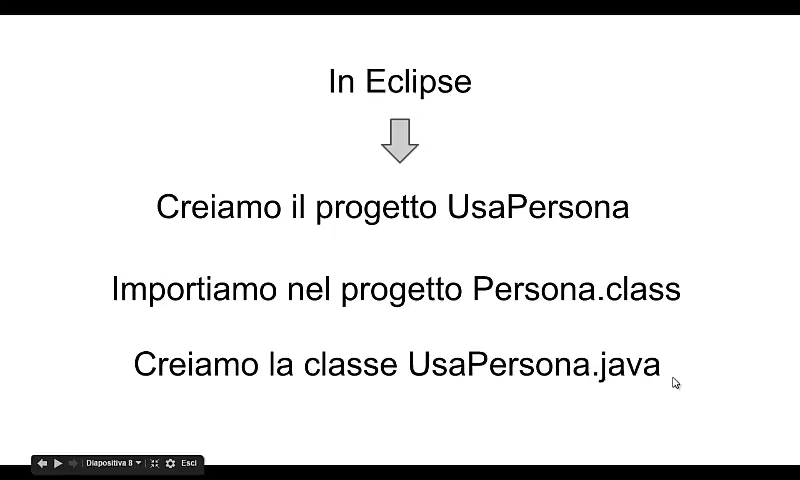 In Eclipse
Creiamo il progetto UsaPersona
Importiamo nel progetto Persona.class
Creiamo la classe UsaPersona.java
Diapositiva 8 Esci